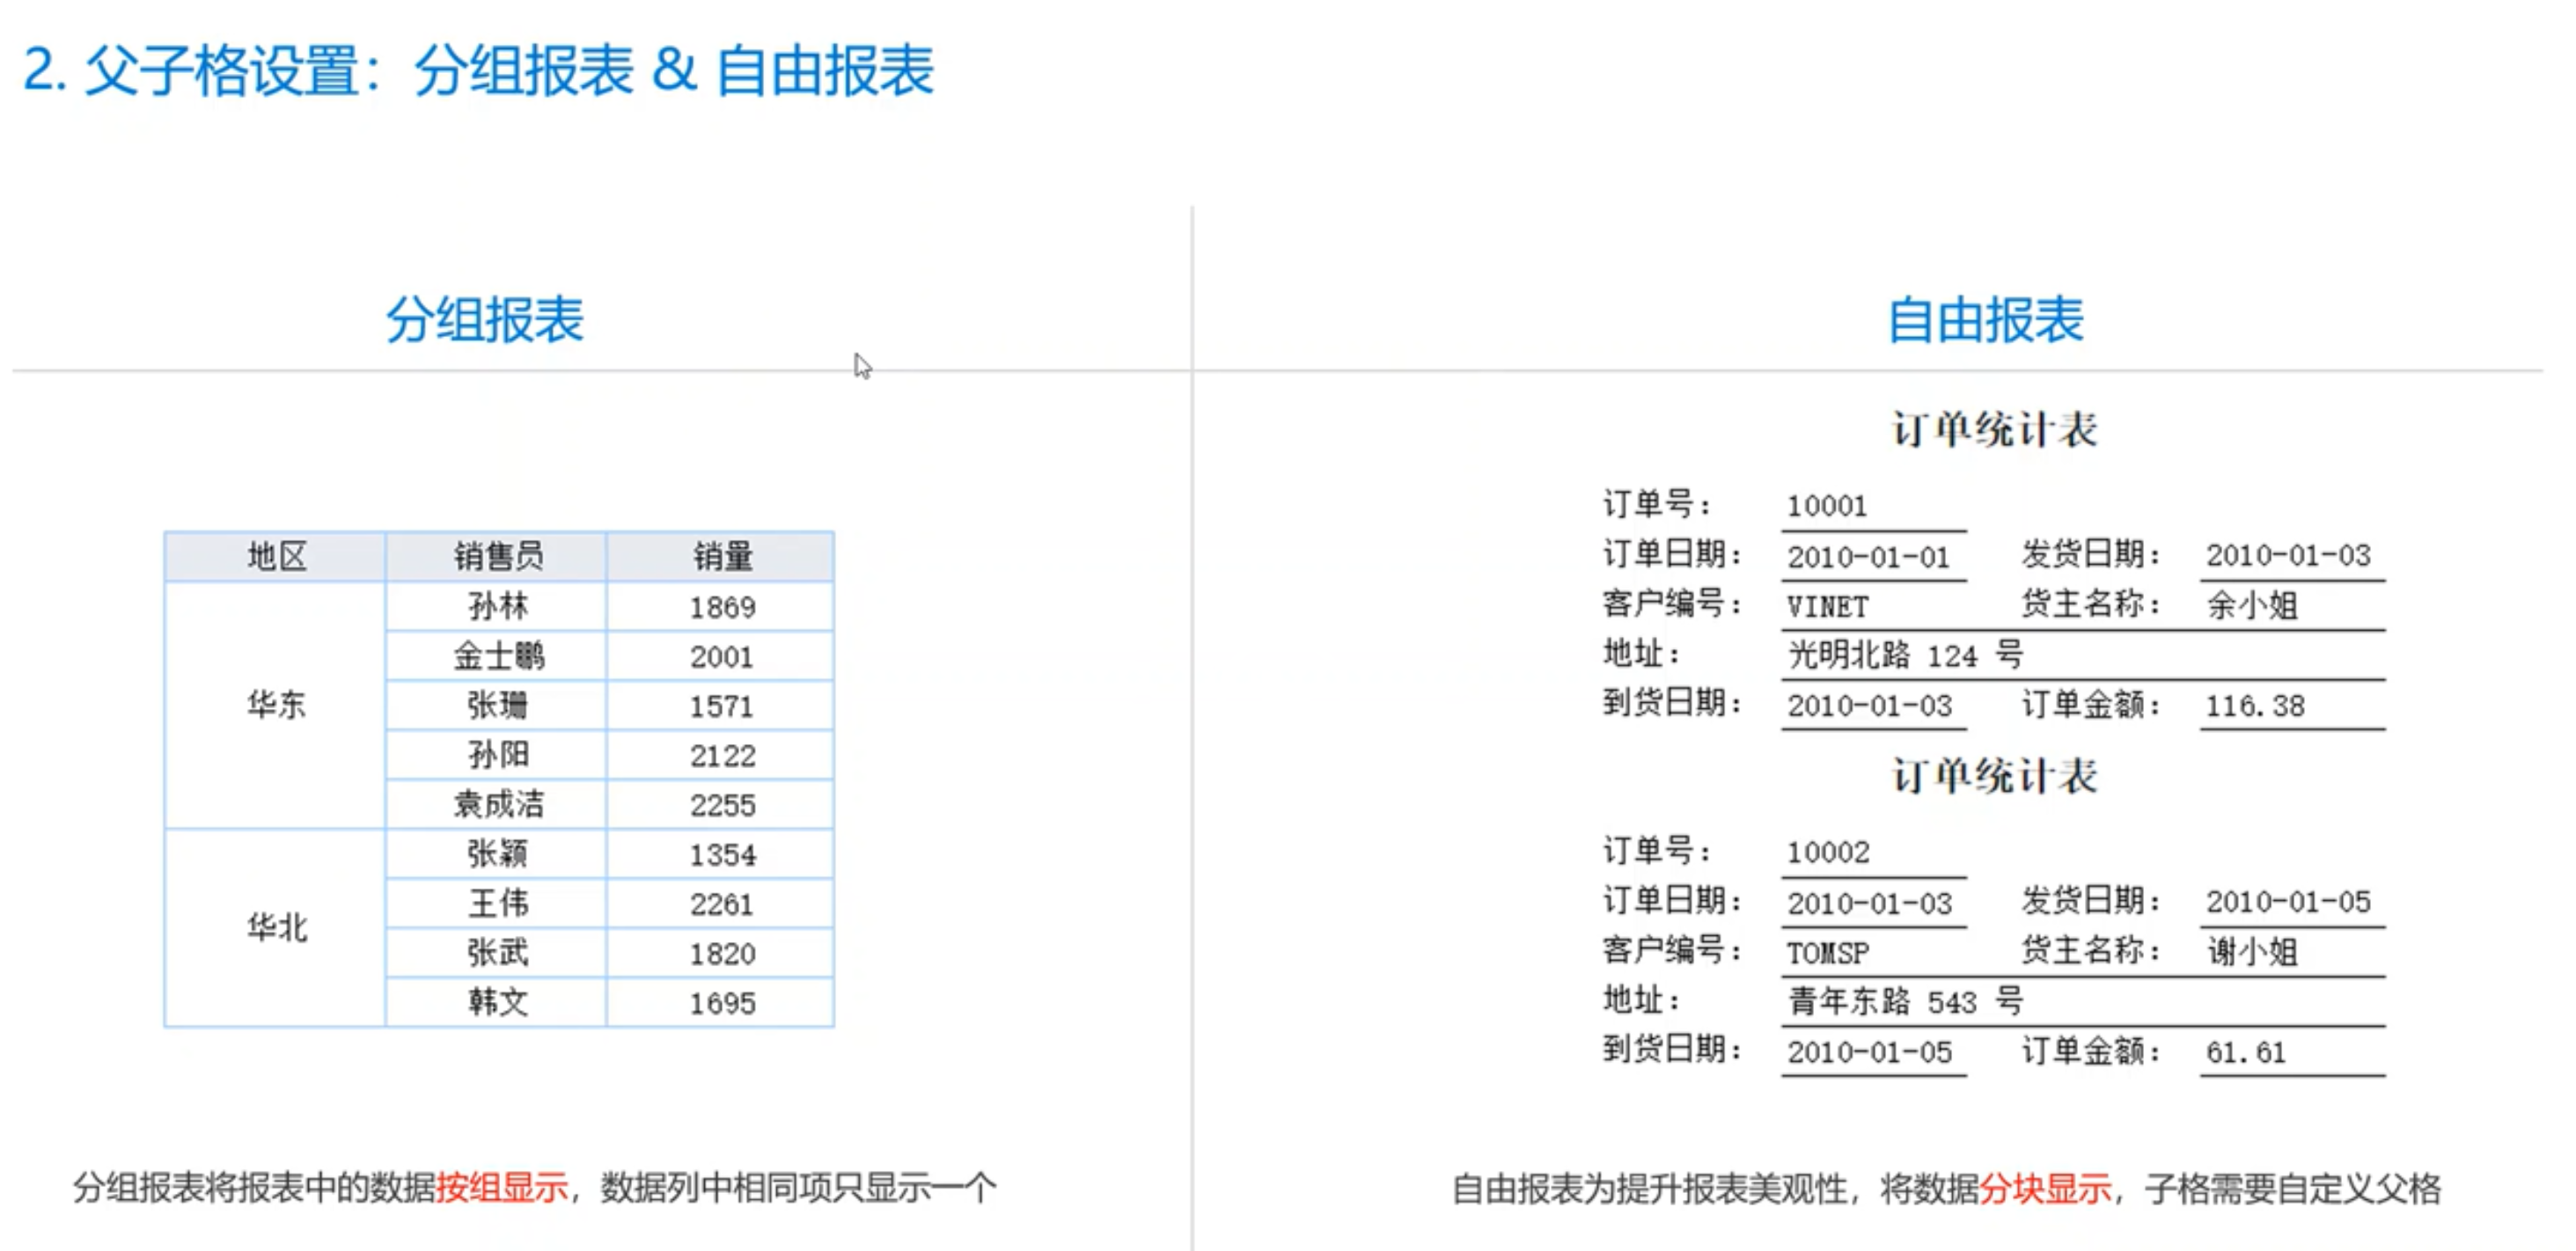 2. 父子格设置：分组报表 & 自由报表
分组报表
地区 销售员 销量
华东
孙林 1869
金士鹏 2001
张珊 1571
孙阳 2122
袁成洁 2255
华北
张颖 1354
王伟 2261
张武 1820
韩文 1695
分组报表将报表中的数据按组显示，数据列中相同项只显示一个
自由报表
订单统计表
订单号： 10001
订单日期： 2010-01-01 发货日期： 2010-01-03
客户编号： VINET 货主名称： 余小姐
地址： 光明北路 124 号
到货日期： 2010-01-03 订单金额： 116.38
订单统计表
订单号： 10002
订单日期： 2010-01-03 发货日期： 2010-01-05
客户编号： TOMSP 货主名称： 谢小姐
地址： 青年东路 543 号
到货日期： 2010-01-05 订单金额： 61.61
自由报表为提升报表美观性，将数据分块显示，子格需要自定义父格